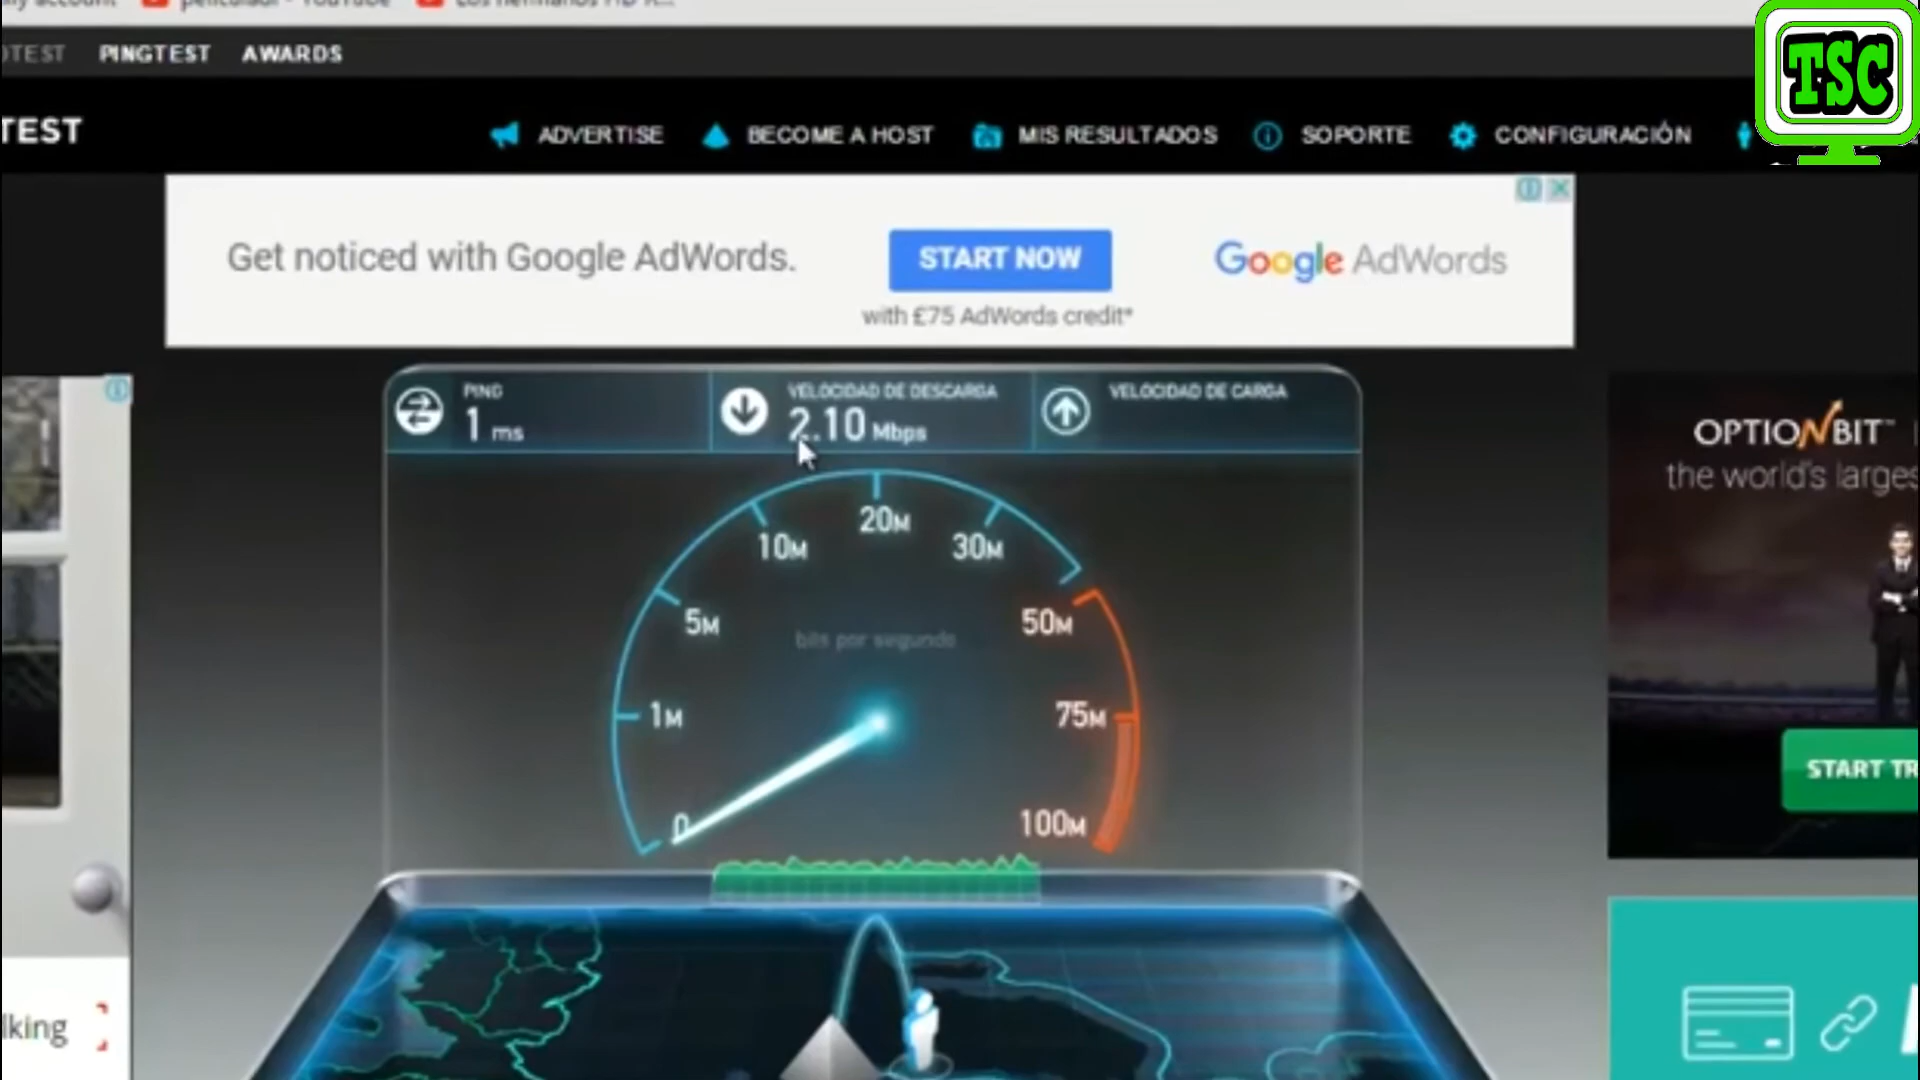 PINGTEST AWARDS
TSC
TEST
ADVERTISE BECOME A HOST MIS RESULTADOS SOPORTE CONFIGURACIÓN
Get noticed with Google AdWords.
START NOW
with £75 AdWords credit*
Google AdWords
PING
1 ms
VELOCIDAD DE DESCARGA
2.10 Mbps
VELOCIDAD DE CARGA
OPTIONBIT™
the world's larges
START TR
0
1M
5M
10M
20M
30M
50M
75M
100M
bits por segundo
lking